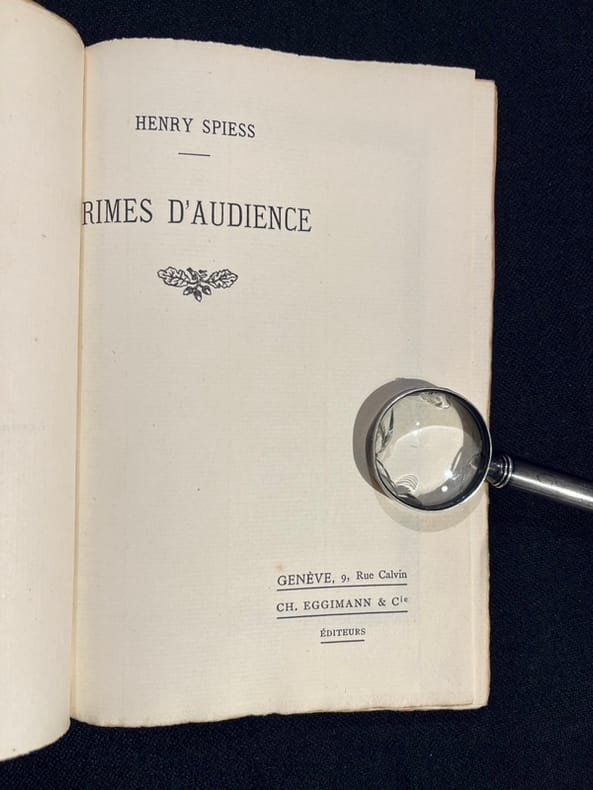 HENRY SPIESS
RIMES D'AUDIENCE
GENÈVE, 9, Rue Calvin
CH. EGGIMANN & Cie
ÉDITEURS